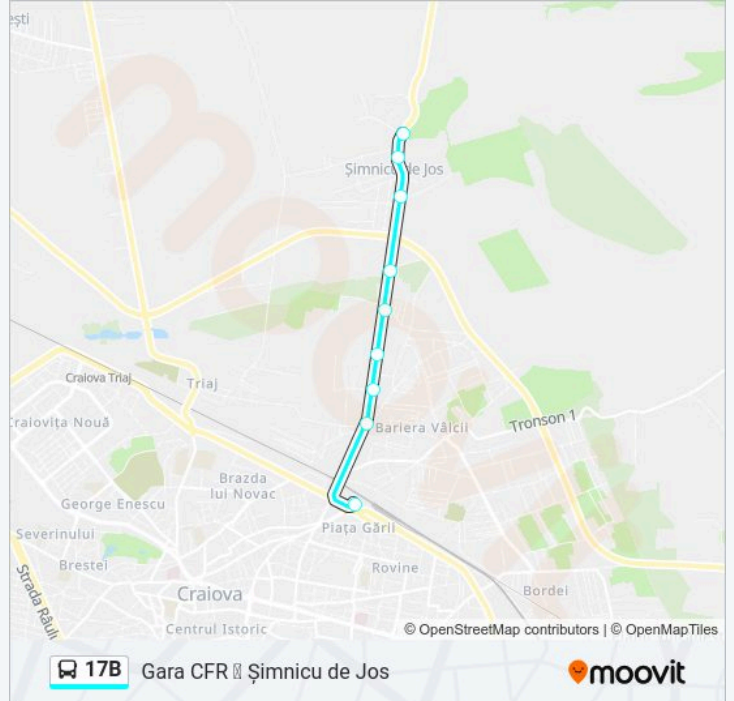 ești
Șimnicu de Jos
Craiova Triaj
Triaj
Craiovița Nouă
Bariera Vâlcii
Tronson 1
Brazda
lui Novac
George Enescu
Piața Gării
Severinului
Brestei
Rovine
Bordei
Strada Râului
Craiova
Centrul Istoric
© OpenStreetMap contributors | © OpenMapTiles
17B Gara CFR ▯ Șimnicu de Jos
moovit